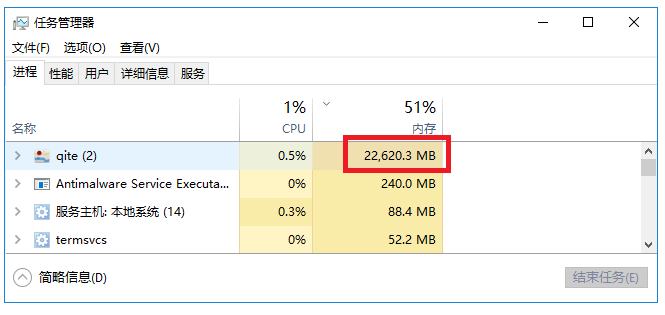 任务管理器
文件(F) 选项(O) 查看(V)
进程 性能 用户 详细信息 服务
1% 51%
名称 CPU 内存
qite (2) 0.5% 22,620.3 MB
Antimalware Service Executa... 0% 240.0 MB
服务主机: 本地系统 (14) 0.3% 88.4 MB
termsvcs 0% 52.2 MB
简略信息(D) 结束任务(E)